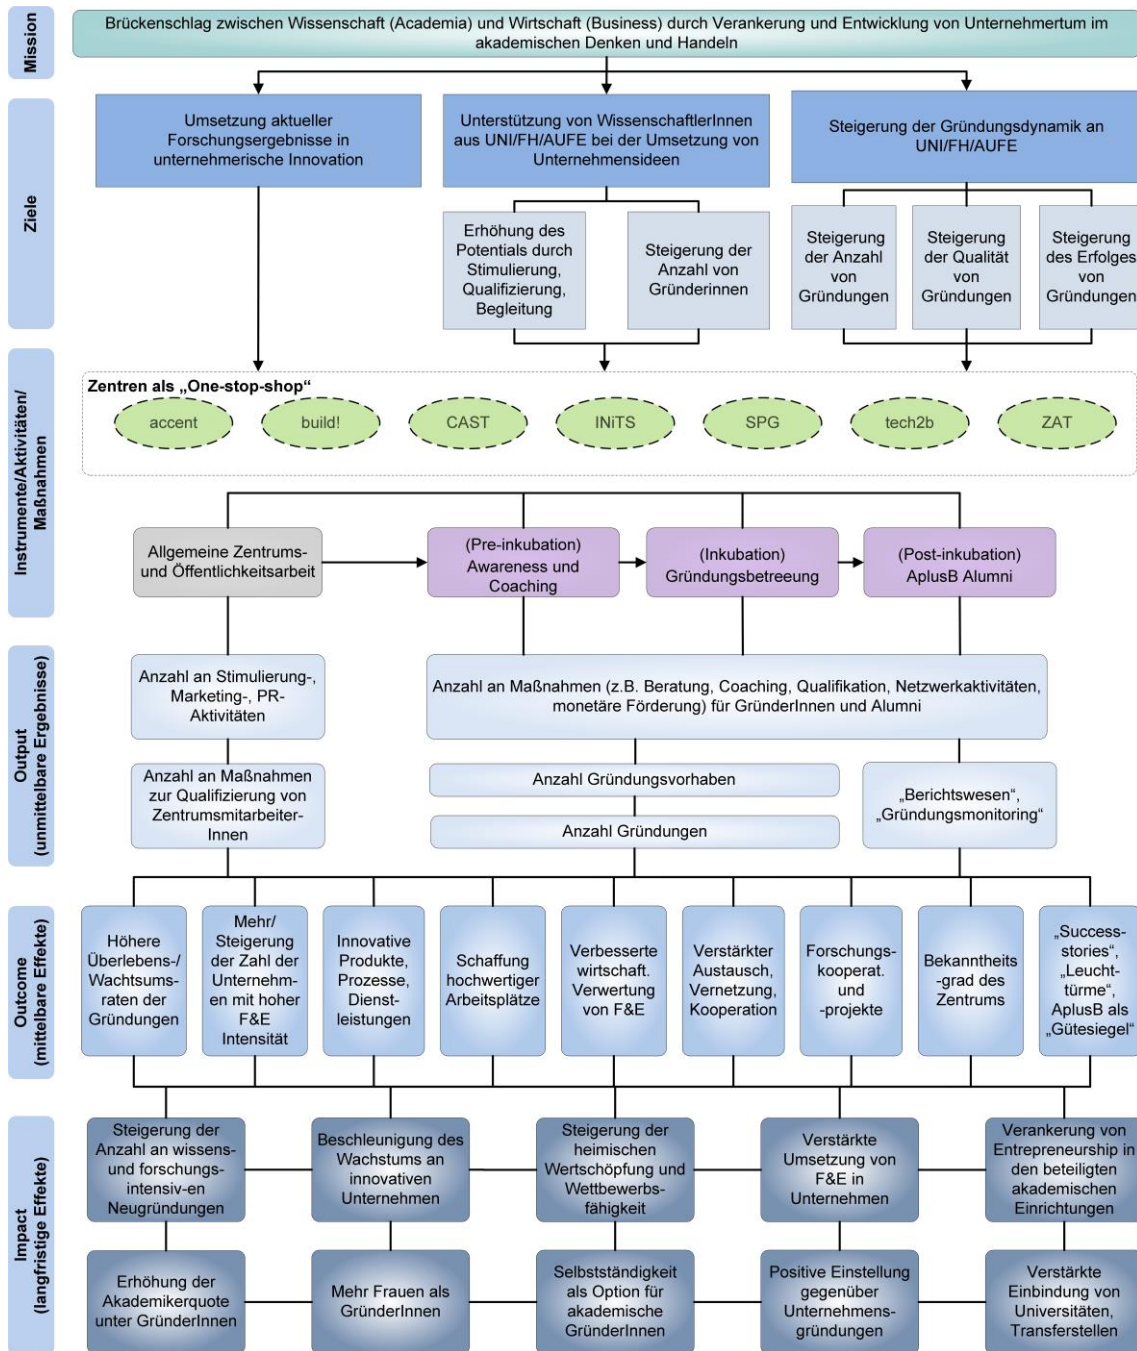 Mission
Brückenschlag zwischen Wissenschaft (Academia) und Wirtschaft (Business) durch Verankerung und Entwicklung von Unternehmertum im
akademischen Denken und Handeln
Ziele
Umsetzung aktueller
Forschungsergebnisse in
unternehmerische Innovation
Unterstützung von WissenschaftlerInnen
aus UNI/FH/AUFE bei der Umsetzung von
Unternehmensideen
Steigerung der Gründungsdynamik an
UNI/FH/AUFE
Erhöhung des
Potentials durch
Stimulierung,
Qualifizierung,
Begleitung
Steigerung der
Anzahl von
Gründerinnen
Steigerung
der Anzahl
von
Gründungen
Steigerung
der Qualität
von
Gründungen
Steigerung
des Erfolges
von
Gründungen
Instrumente/Aktivitäten/
Maßnahmen
Zentren als „One-stop-shop“
accent
build!
CAST
INiTS
SPG
tech2b
ZAT
Allgemeine Zentrums-
und Öffentlichkeitsarbeit
(Pre-inkubation)
Awareness und
Coaching
(Inkubation)
Gründungsbetreeung
(Post-inkubation)
AplusB Alumni
Output
(unmittelbare Ergebnisse)
Anzahl an Stimulierung-,
Marketing-, PR-
Aktivitäten
Anzahl an Maßnahmen (z.B. Beratung, Coaching, Qualifikation, Netzwerkaktivitäten,
monetäre Förderung) für GründerInnen und Alumni
Anzahl an Maßnahmen
zur Qualifizierung von
Zentrumsmitarbeiter-
Innen
Anzahl Gründungsvorhaben
Anzahl Gründungen
„Berichtswesen“,
„Gründungsmonitoring“
Outcome
(mittelbare Effekte)
Höhere
Überlebens-/
Wachtsums-
raten der
Gründungen
Mehr/
Steigerung
der Zahl der
Unternehm-
en mit hoher
F&E
Intensität
Innovative
Produkte,
Prozesse,
Dienst-
leistungen
Schaffung
hochwertiger
Arbeitsplätze
Verbesserte
wirtschaft.
Verwertung
von F&E
Verstärkter
Austausch,
Vernetzung,
Kooperation
Forschungs-
kooperat.
und
-projekte
Bekanntheits
-grad des
Zentrums
„Success-
stories“,
„Leucht-
türme“,
AplusB als
„Gütesiegel“
Impact
(langfristige Effekte)
Steigerung der
Anzahl an wissens-
und forschungs-
intensiv-en
Neugründungen
Beschleunigung des
Wachstums an
innovativen
Unternehmen
Steigerung der
heimischen
Wertschöpfung und
Wettbewerbs-
fähigkeit
Verstärkte
Umsetzung von
F&E in
Unternehmen
Verankerung von
Entrepreneurship in
den beteiligten
akademischen
Einrichtungen
Erhöhung der
Akademikerquote
unter GründerInnen
Mehr Frauen als
GründerInnen
Selbstständigkeit
als Option für
akademische
GründerInnen
Positive Einstellung
gegenüber
Unternehmens-
gründungen
Verstärkte
Einbindung von
Universitäten,
Transferstellen